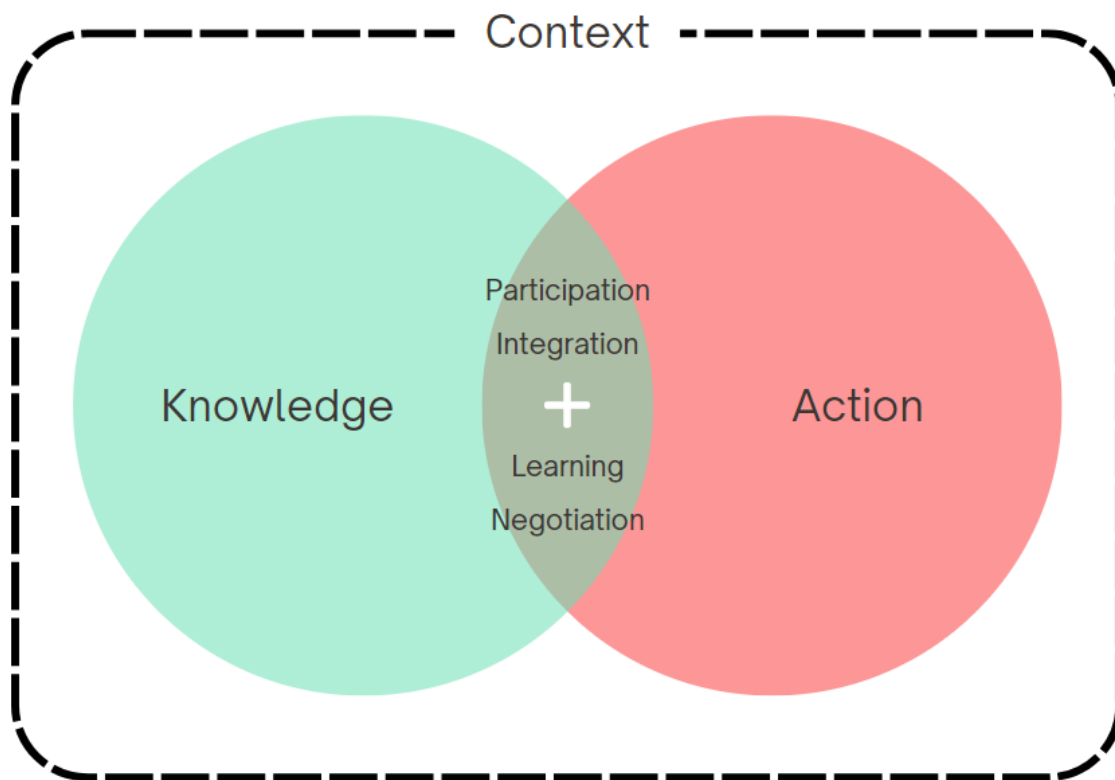 Context
Participation
Integration
Knowledge
+
Action
Learning
Negotiation